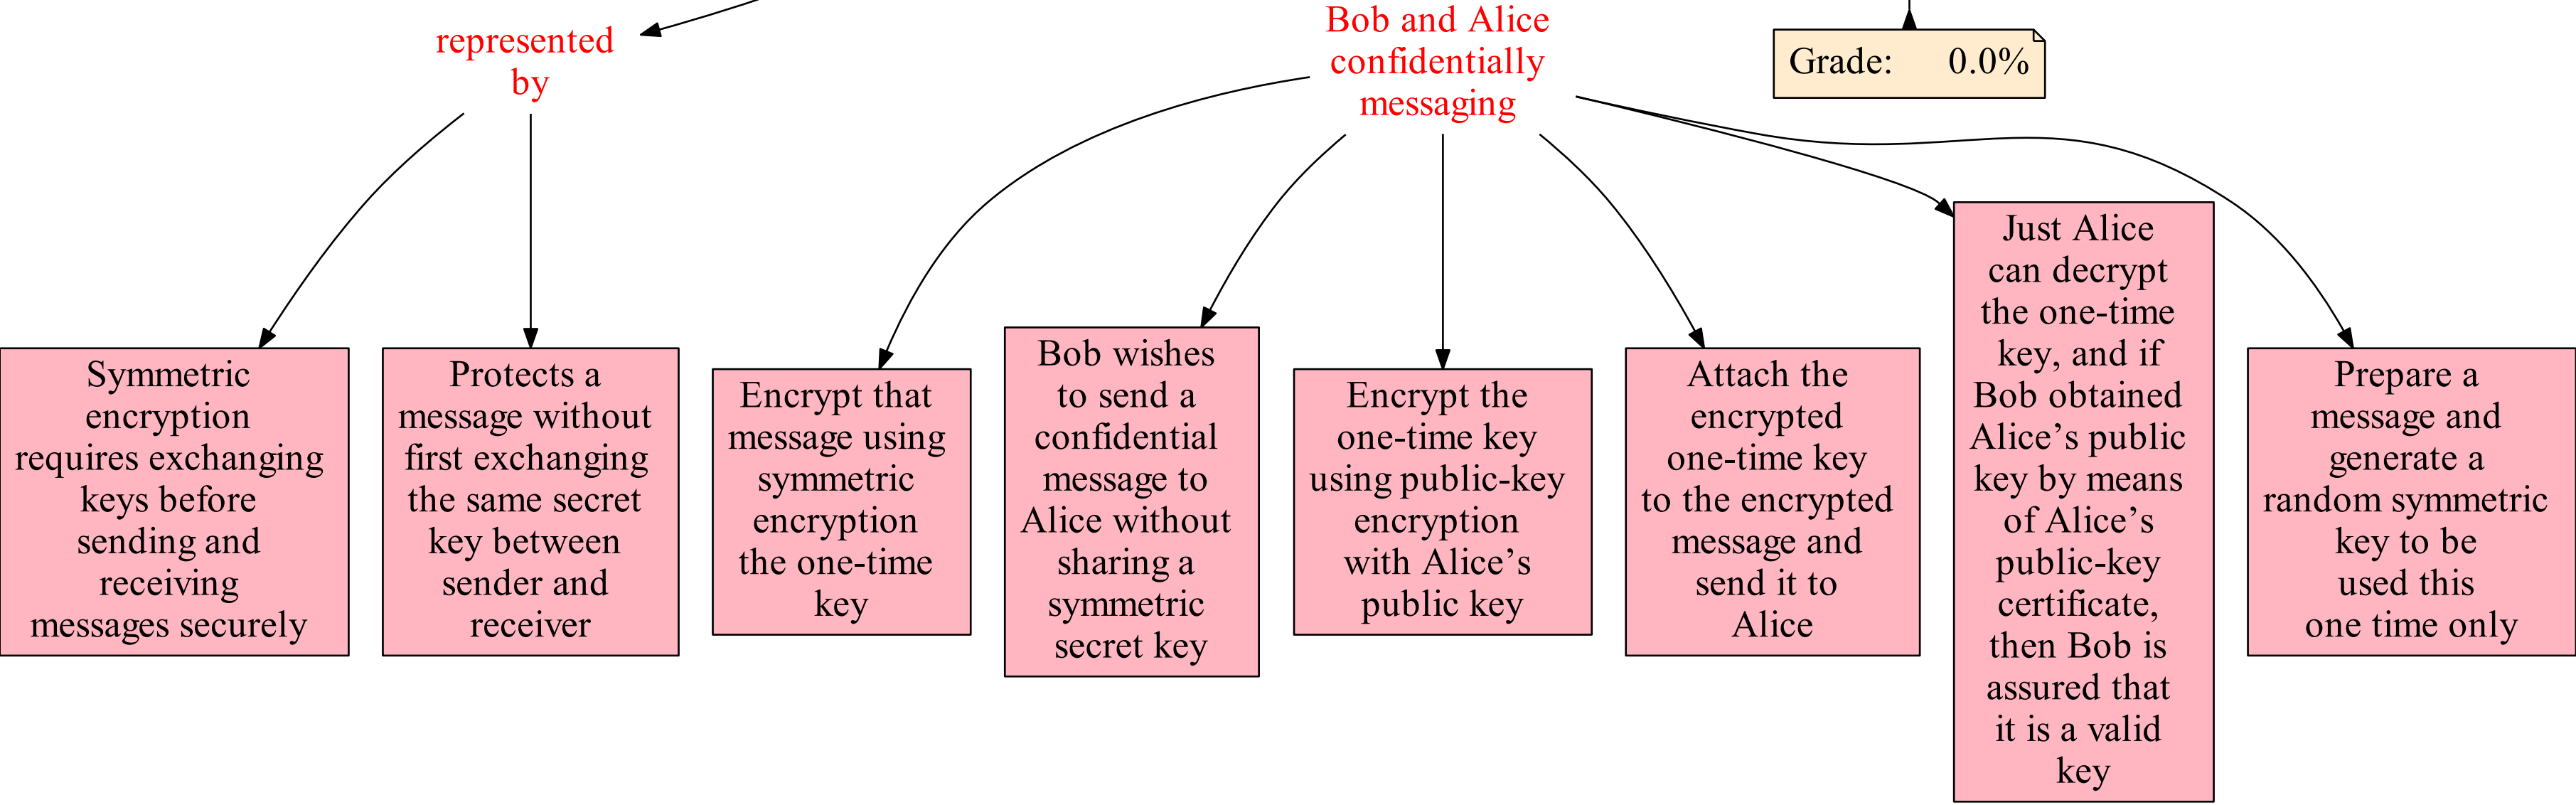 represented
by
Bob and Alice
confidentially
messaging
Grade: 0.0%
Symmetric
encryption
requires exchanging
keys before
sending and
receiving
messages securely
Protects a
message without
first exchanging
the same secret
key between
sender and
receiver
Encrypt that
message using
symmetric
encryption
the one-time
key
Bob wishes
to send a
confidential
message to
Alice without
sharing a
symmetric
secret key
Encrypt the
one-time key
using public-key
encryption
with Alice’s
public key
Attach the
encrypted
one-time key
to the encrypted
message and
send it to
Alice
Just Alice
can decrypt
the one-time
key, and if
Bob obtained
Alice’s public
key by means
of Alice’s
public-key
certificate,
then Bob is
assured that
it is a valid
key
Prepare a
message and
generate a
random symmetric
key to be
used this
one time only